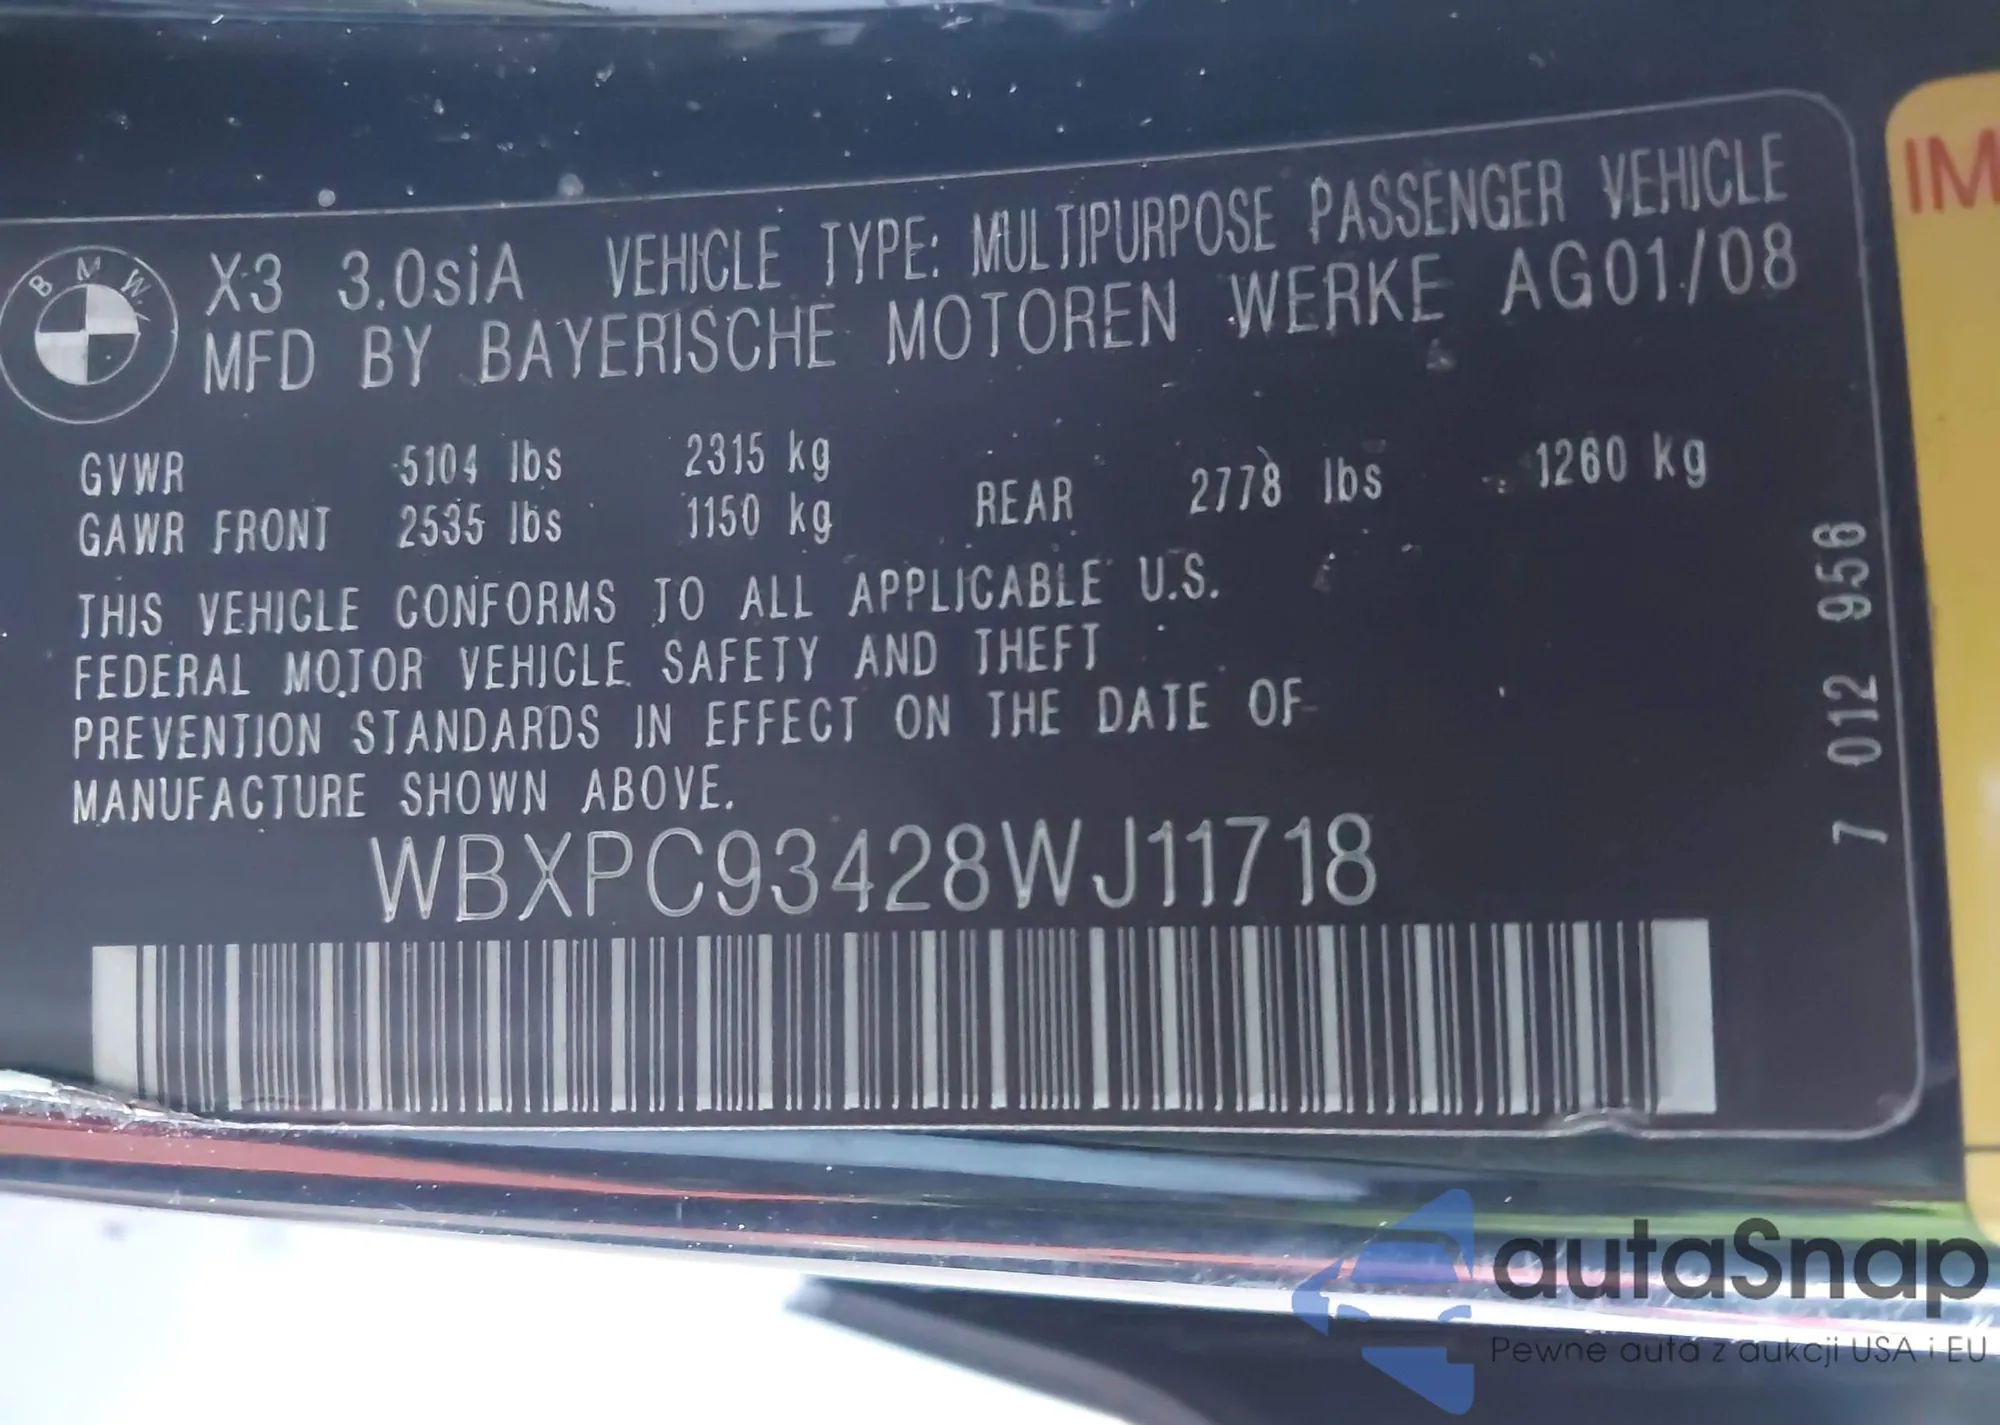 BMW
X3 3.0siA VEHICLE TYPE: MULTIPURPOSE PASSENGER VEHICLE
MFD BY BAYERISCHE MOTOREN WERKE AG01/08
GVWR 5104 lbs 2315 kg
GAWR FRONT 2535 lbs 1150 kg REAR 2778 lbs 1260 kg
THIS VEHICLE CONFORMS TO ALL APPLICABLE U.S.
FEDERAL MOTOR VEHICLE SAFETY AND THEFT
PREVENTION STANDARDS IN EFFECT ON THE DATE OF
MANUFACTURE SHOWN ABOVE.
WBXPC93428WJ11718
7 012 956
IM
autaSnap
Pewne auta z aukcji USA i EU